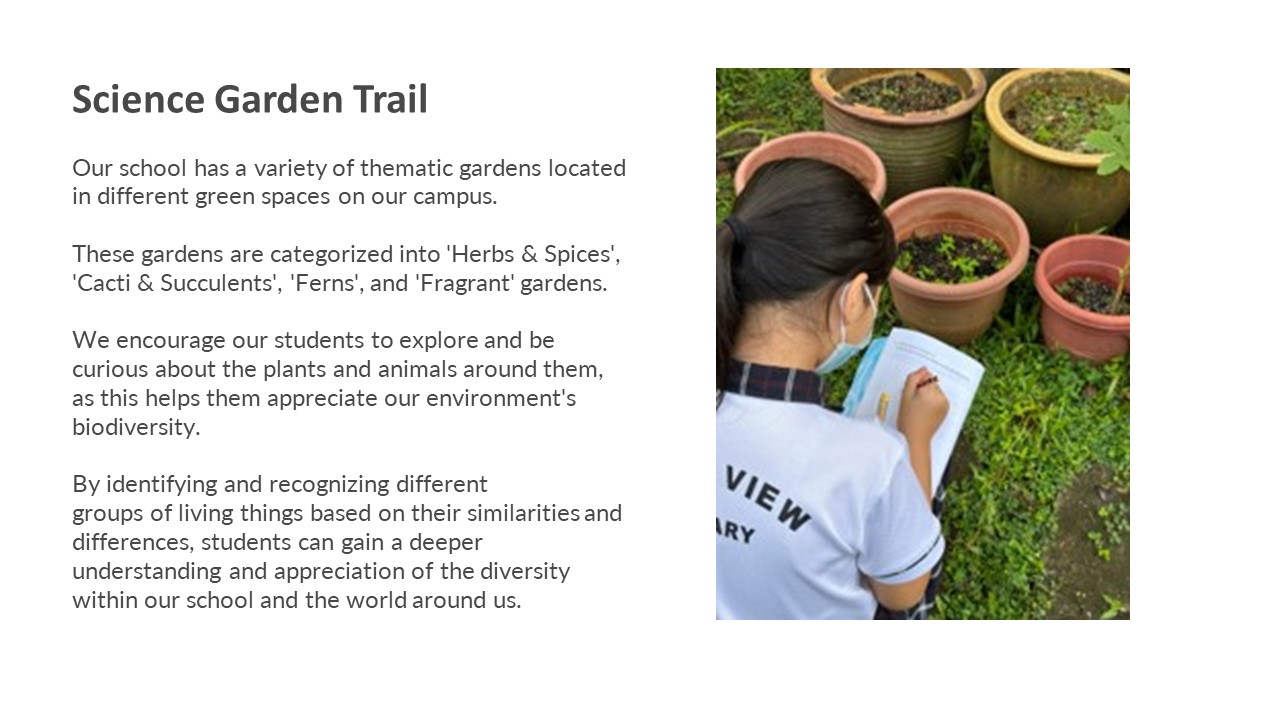 Science Garden Trail
Our school has a variety of thematic gardens located
in different green spaces on our campus.
These gardens are categorized into 'Herbs & Spices',
'Cacti & Succulents', 'Ferns', and 'Fragrant' gardens.
We encourage our students to explore and be
curious about the plants and animals around them,
as this helps them appreciate our environment's
biodiversity.
By identifying and recognizing different
groups of living things based on their similarities and
differences, students can gain a deeper
understanding and appreciation of the diversity
within our school and the world around us.
VIEW
ARY